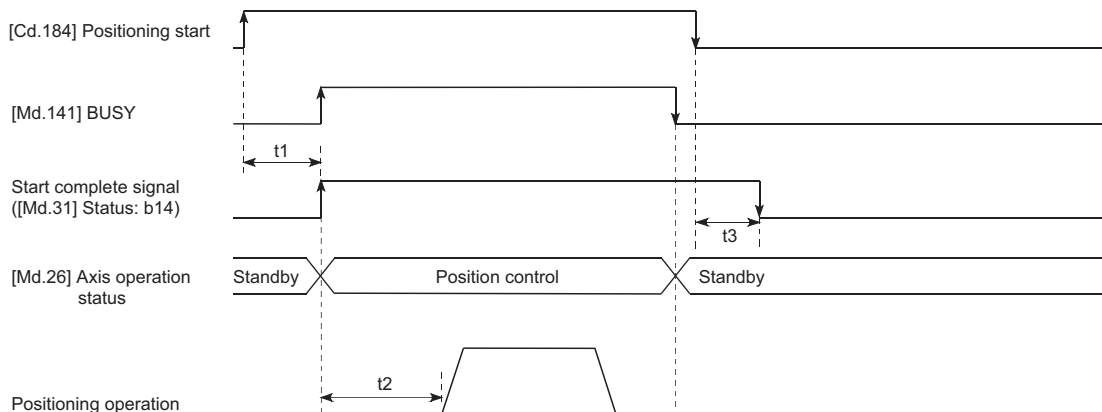 [Cd.184] Positioning start
[Md.141] BUSY
t1
Start complete signal
([Md.31] Status: b14)
t3
[Md.26] Axis operation
status
Standby
Position control
Standby
t2
Positioning operation